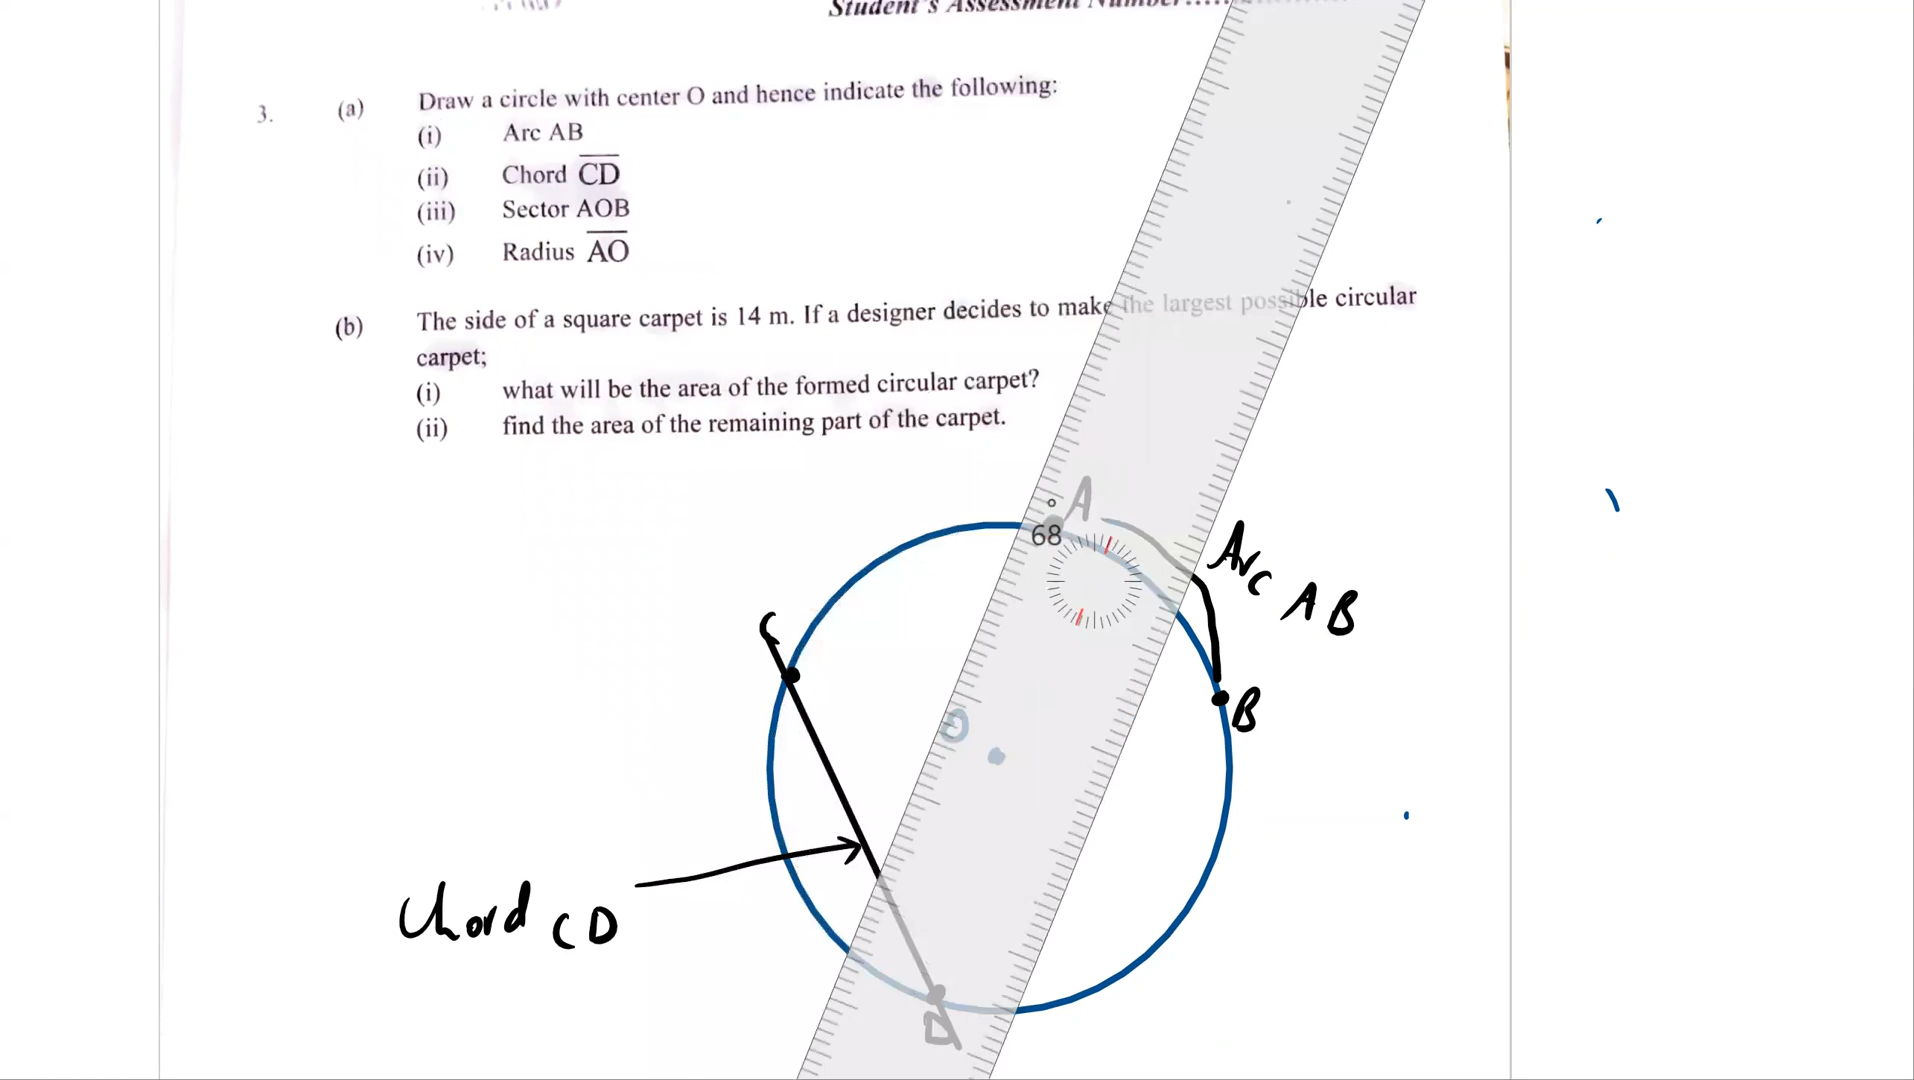 Student's Assessment Number......
3. (a) Draw a circle with center O and hence indicate the following:
(i) Arc AB
(ii) Chord CD
(iii) Sector AOB
(iv) Radius AO
(b) The side of a square carpet is 14 m. If a designer decides to make the largest possible circular
carpet;
(i) what will be the area of the formed circular carpet?
(ii) find the area of the remaining part of the carpet.
A
68°
Arc AB
C
O
B
Chord CD
D